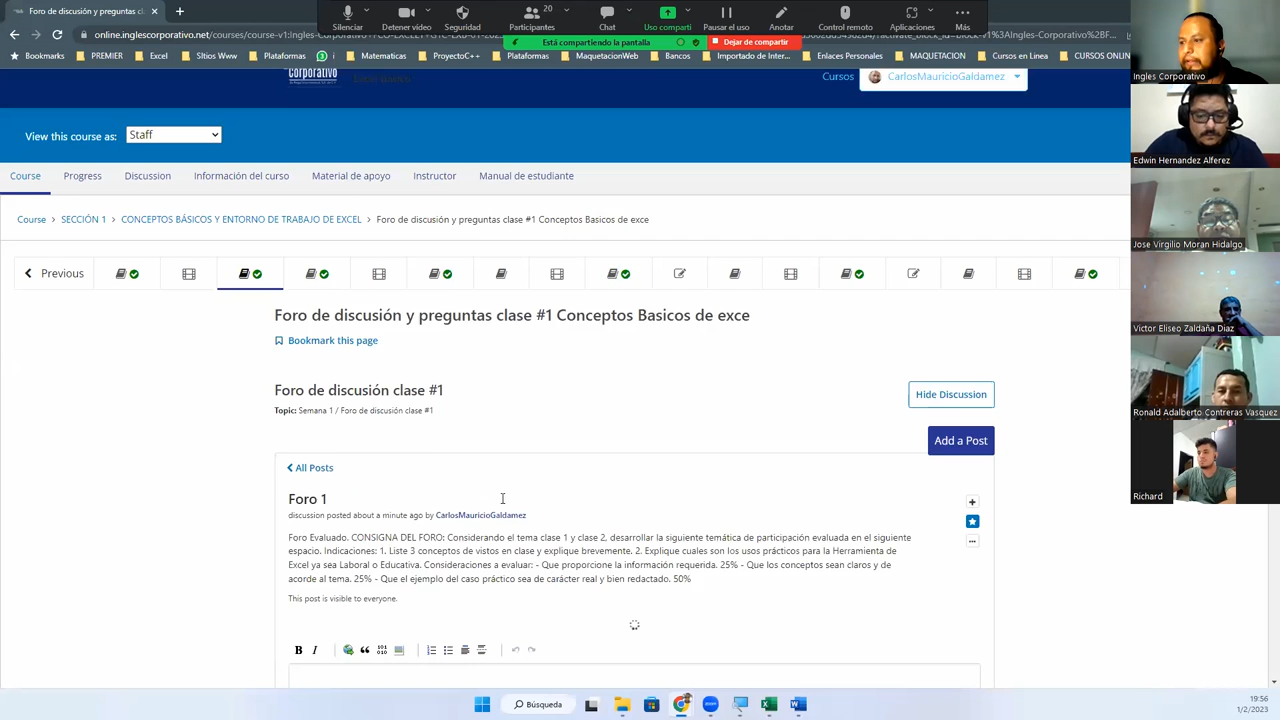 Foro de discusión y preguntas cla
Silenciar
Detener video
Seguridad
Participantes
20
Chat
Uso comparti
Pausar el uso
Anotar
Control remoto
Aplicaciones
Más
Está compartiendo la pantalla
Dejar de compartir
Bookmarks
PREMIER
Excel
Sitios Www
Plataformas
Matematicas
ProyectoC++
Plataformas
MaquetacionWeb
Bancos
Importado de Inter...
Enlaces Personales
MAQUETACION
Cursos en Linea
CURSOS ONLIN
corporativo
Cursos
CarlosMauricioGaldamez
View this course as:
Staff
Course
Progress
Discussion
Información del curso
Material de apoyo
Instructor
Manual de estudiante
Course > SECCIÓN 1 > CONCEPTOS BÁSICOS Y ENTORNO DE TRABAJO DE EXCEL > Foro de discusión y preguntas clase #1 Conceptos Basicos de exce
Previous
Foro de discusión y preguntas clase #1 Conceptos Basicos de exce
Bookmark this page
Foro de discusión clase #1
Hide Discussion
Topic: Semana 1 / Foro de discusión clase #1
Add a Post
All Posts
Foro 1
discussion posted about a minute ago by CarlosMauricioGaldamez
Foro Evaluado. CONSIGNA DEL FORO: Considerando el tema clase 1 y clase 2, desarrollar la siguiente temática de participación evaluada en el siguiente
espacio. Indicaciones: 1. Liste 3 conceptos de vistos en clase y explique brevemente. 2. Explique cuales son los usos prácticos para la Herramienta de
Excel ya sea Laboral o Educativa. Consideraciones a evaluar: - Que proporcione la información requerida. 25% - Que los conceptos sean claros y de
acorde al tema. 25% - Que el ejemplo del caso práctico sea de carácter real y bien redactado. 50%
This post is visible to everyone.
B I
Ingles Corporativo
Edwin Hernandez Alferez
Jose Virgilio Moran Hidalgo
Victor Eliseo Zaldaña Diaz
Ronald Adalberto Contreras Vasquez
Richard
Búsqueda
19:56
1/2/2023